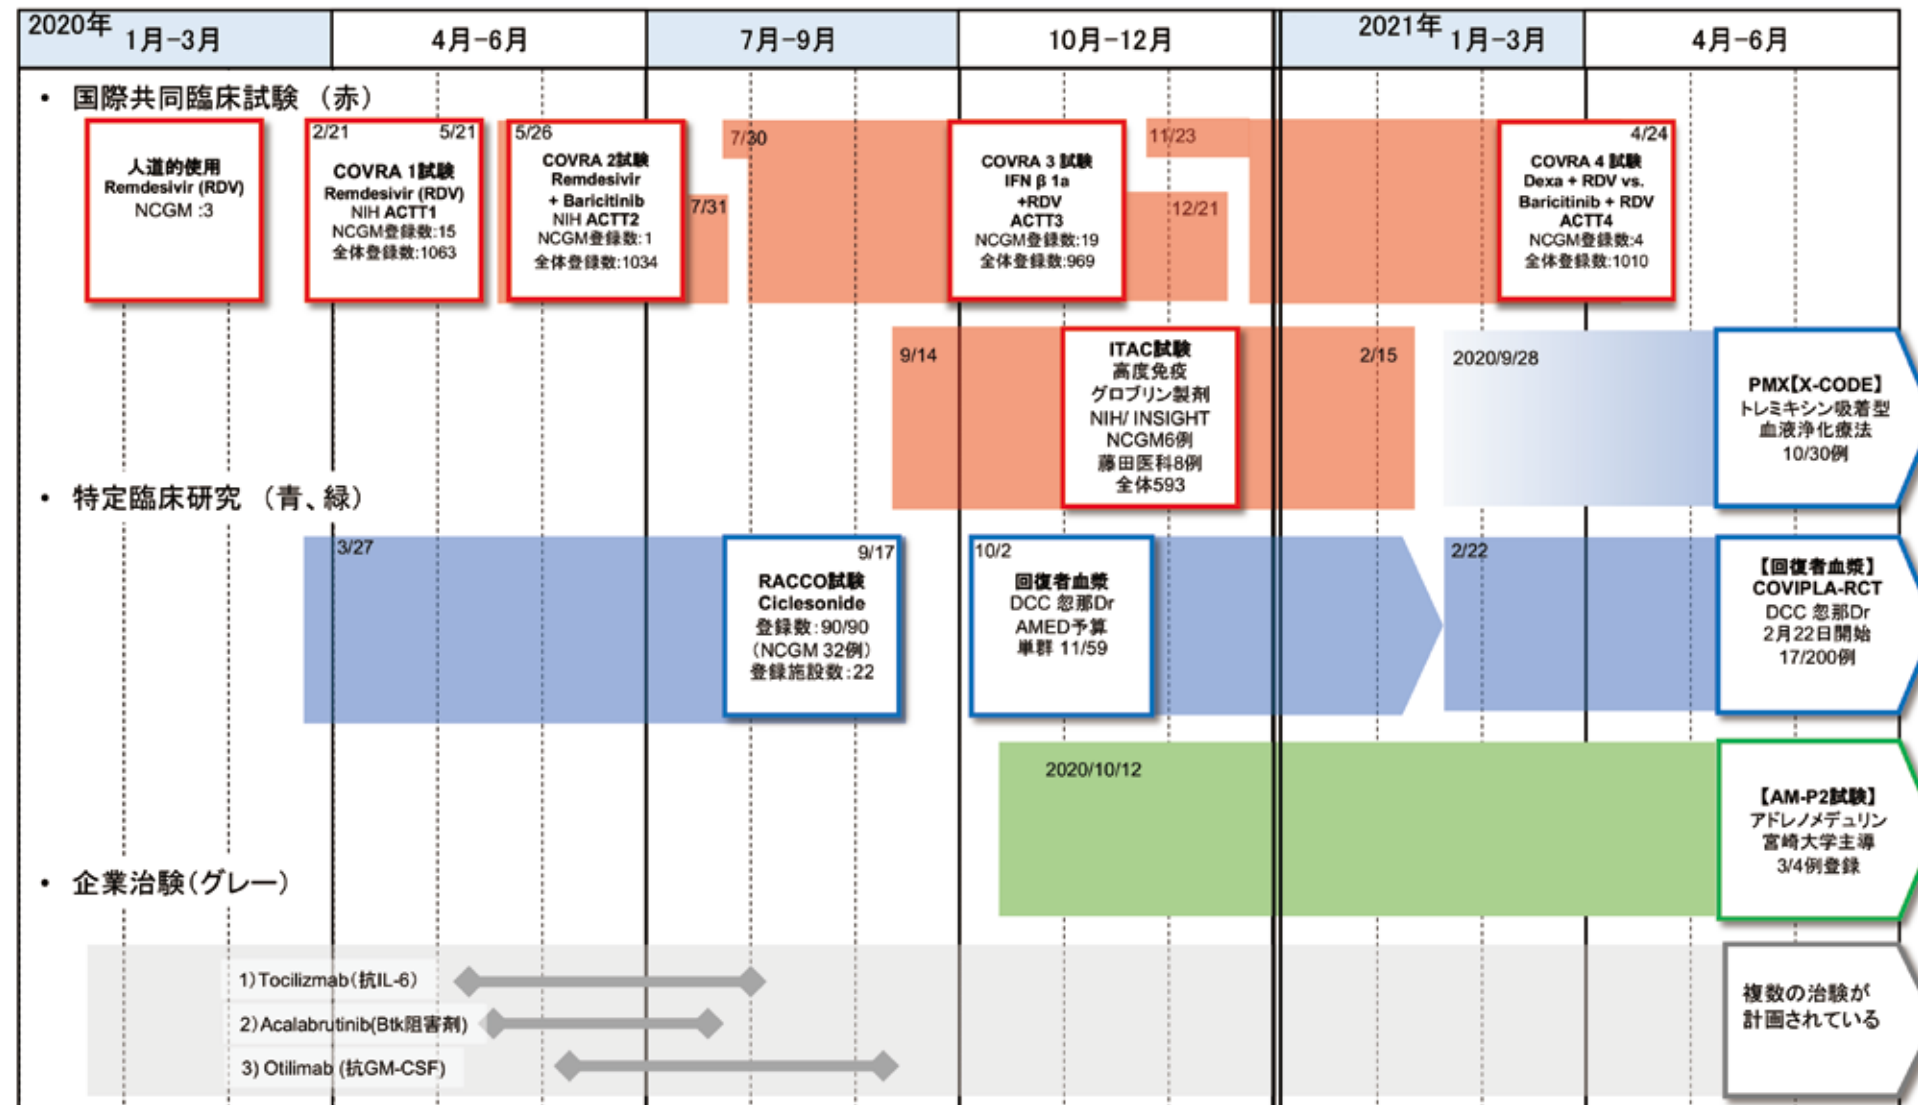 2020年
1月-3月
4月-6月
7月-9月
10月-12月
2021年
1月-3月
4月-6月
• 国際共同臨床試験 （赤）
人道的使用
Remdesivir (RDV)
NCGM :3
2/21
5/21
COVRA 1試験
Remdesivir (RDV)
NIH ACTT1
NCGM登録数:15
全体登録数:1063
5/26
COVRA 2試験
Remdesivir
+ Baricitinib
NIH ACTT2
NCGM登録数:1
全体登録数:1034
7/31
7/30
COVRA 3 試験
IFN β 1a
+RDV
ACTT3
NCGM登録数:19
全体登録数:969
12/21
11/23
4/24
COVRA 4 試験
Dexa + RDV vs.
Baricitinib + RDV
ACTT4
NCGM登録数:4
全体登録数:1010
9/14
ITAC試験
高度免疫
グロブリン製剤
NIH/ INSIGHT
NCGM6例
藤田医科8例
全体593
2/15
2020/9/28
PMX【X-CODE】
トレミキシン吸着型
血液浄化療法
10/30例
• 特定臨床研究 （青、緑）
3/27
9/17
RACCO試験
Ciclesonide
登録数:90/90
(NCGM 32例)
登録施設数:22
10/2
回復者血漿
DCC 忽那Dr
AMED予算
単群 11/59
2/22
【回復者血漿】
COVIPLA-RCT
DCC 忽那Dr
2月22日開始
17/200例
2020/10/12
【AM-P2試験】
アドレノメデュリン
宮崎大学主導
3/4例登録
• 企業治験(グレー)
1)Tocilizmab(抗IL-6)
2)Acalabrutinib(Btk阻害剤)
3) Otilimab (抗GM-CSF)
複数の治験が
計画されている